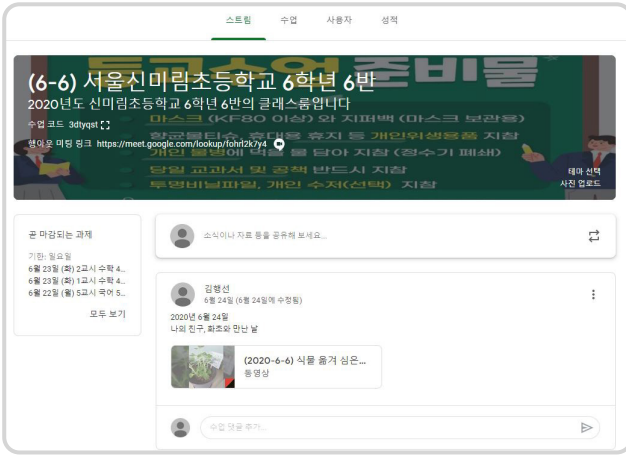 스트림 수업 사용자 성적
등교수업 준비물
(6-6) 서울신미림초등학교 6학년 6반
2020년도 신미림초등학교 6학년 6반의 클래스룸입니다
마스크 (KF80 이상) 와 지퍼백 (마스크 보관용)
수업 코드 3dtyqst
향균물티슈, 휴대용 휴지 등 개인위생용품 지참
행아웃 미팅 링크 https://meet.google.com/lookup/fohrl2k7y4
개인 물병에 먹을 물 담아 지참 (정수기 폐쇄)
당일 교과서 및 공책 반드시 지참
투명비닐파일, 개인 수저(선택) 지참
테마 선택
사진 업로드
곧 마감되는 과제
기한: 일요일
6월 23일 (화) 2교시 수학 4...
6월 23일 (화) 1교시 수학 4...
6월 22일 (월) 5교시 국어 5...
모두 보기
소식이나 자료 등을 공유해 보세요...
김행선
6월 24일 (6월 24일에 수정됨)
2020년 6월 24일
나의 친구, 화초와 만난 날
(2020-6-6) 식물 옮겨 심은...
동영상
수업 댓글 추가...